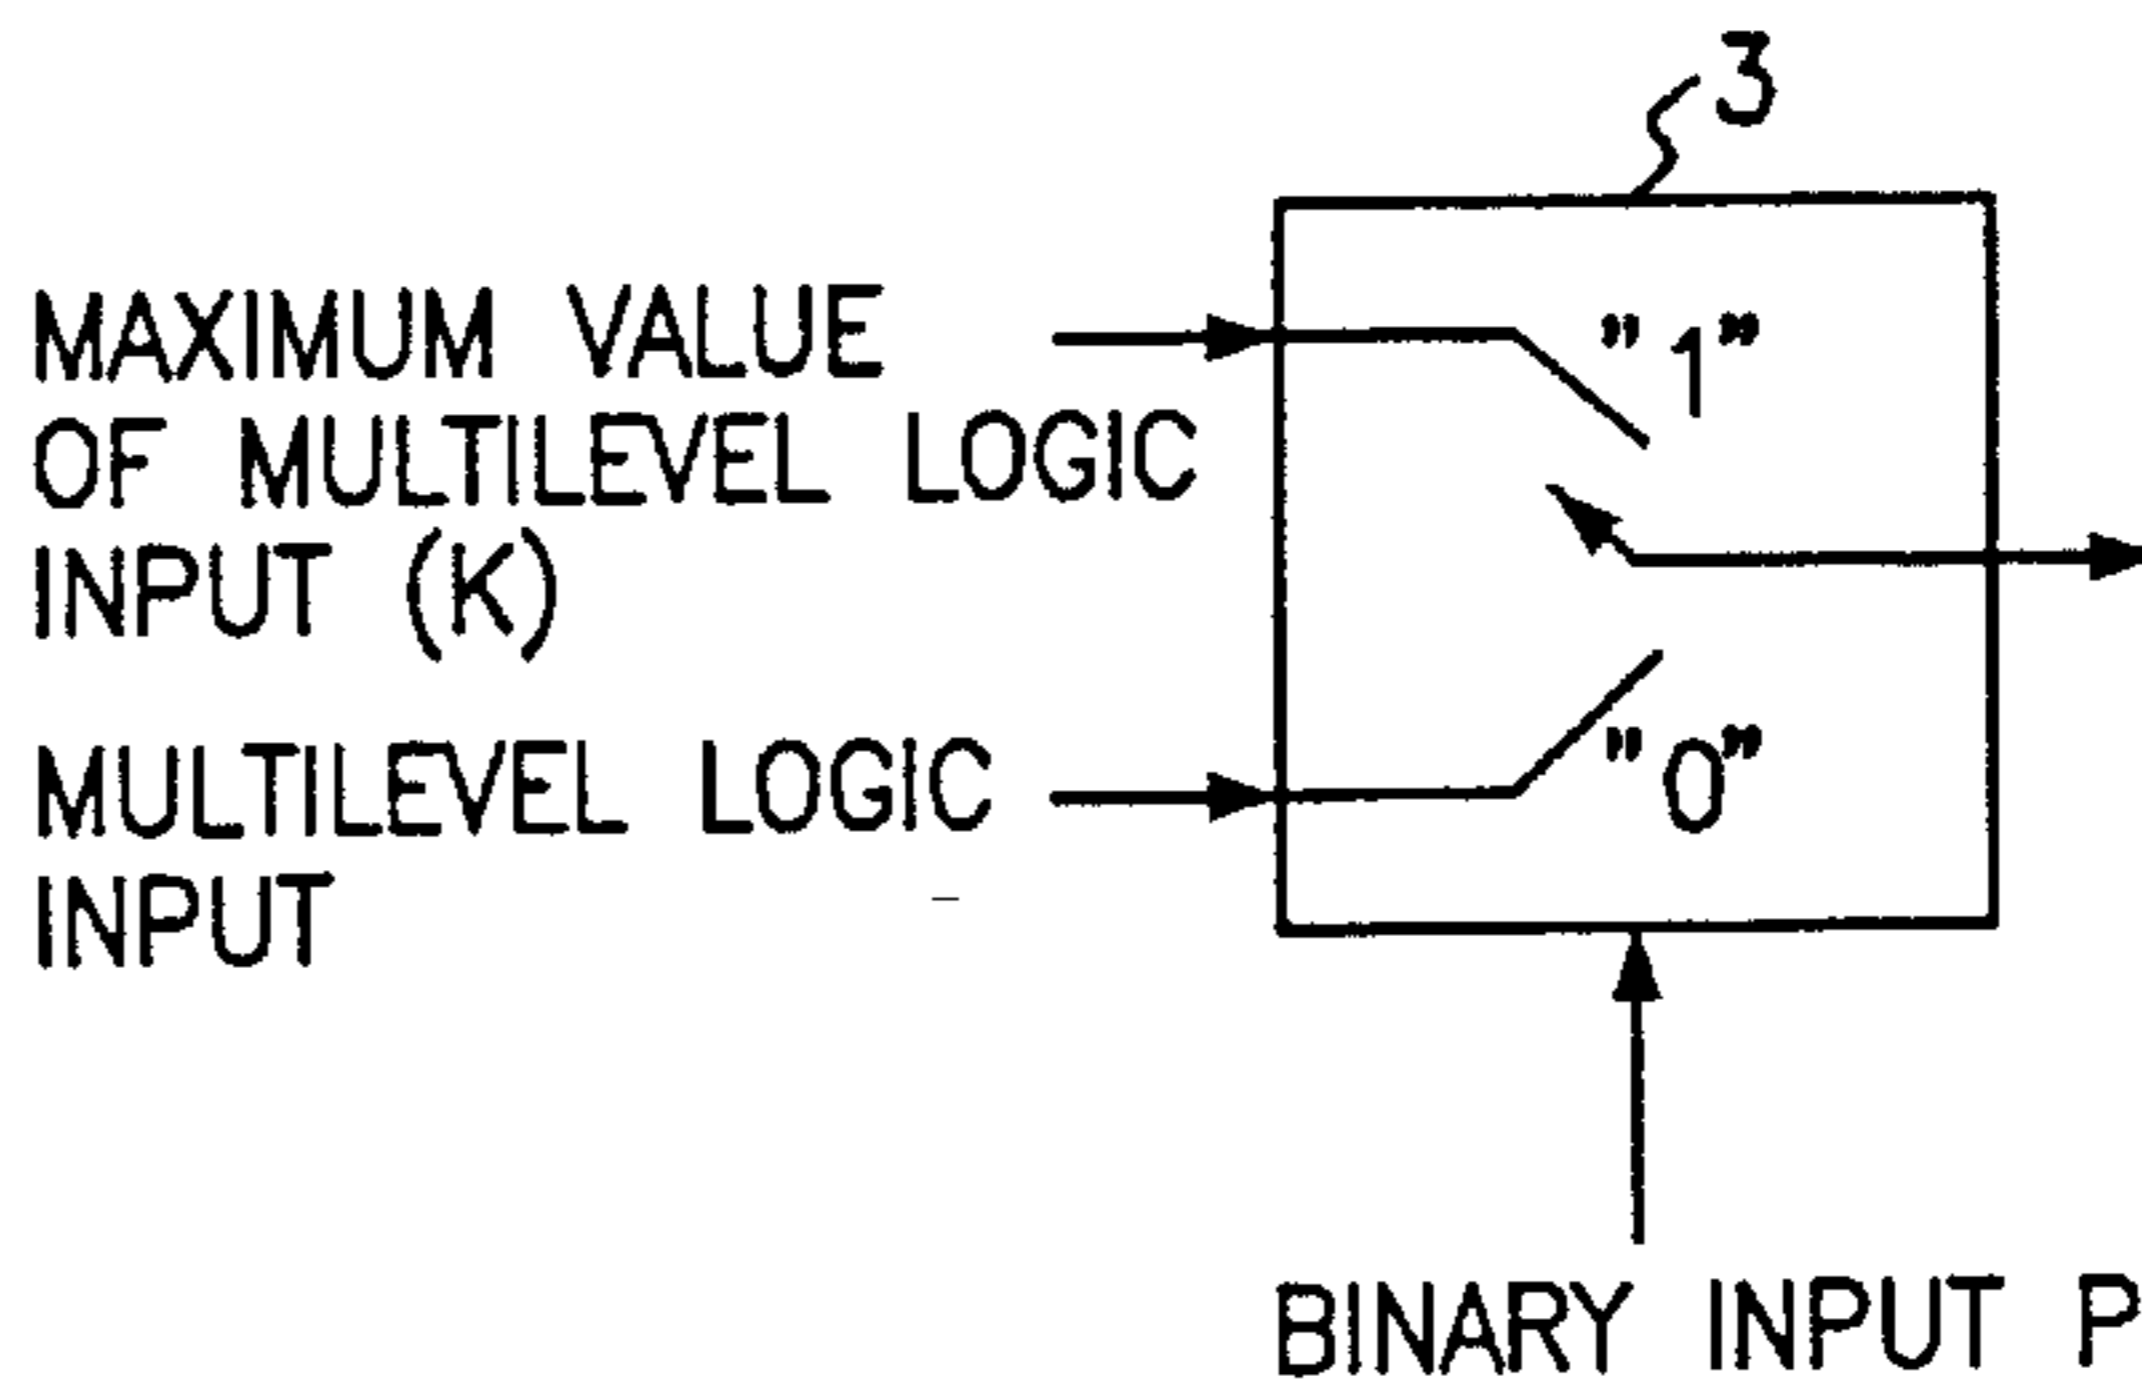 3
MAXIMUM VALUE
OF MULTILEVEL LOGIC
INPUT (K)
"1"
MULTILEVEL LOGIC
INPUT
"0"
BINARY INPUT P